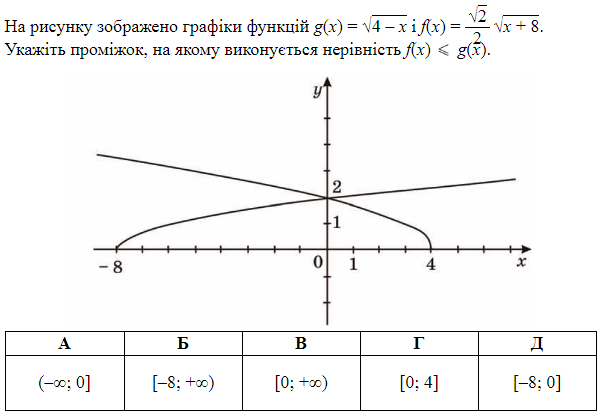 На рисунку зображено графіки функцій g(x) = √(4 – x) і f(x) = √2/2 √(x + 8).
Укажіть проміжок, на якому виконується нерівність f(x) ⩽ g(x).
y
2
1
– 8
0
1
4
x
А Б В Г Д
(–∞; 0] [–8; +∞) [0; +∞) [0; 4] [–8; 0]